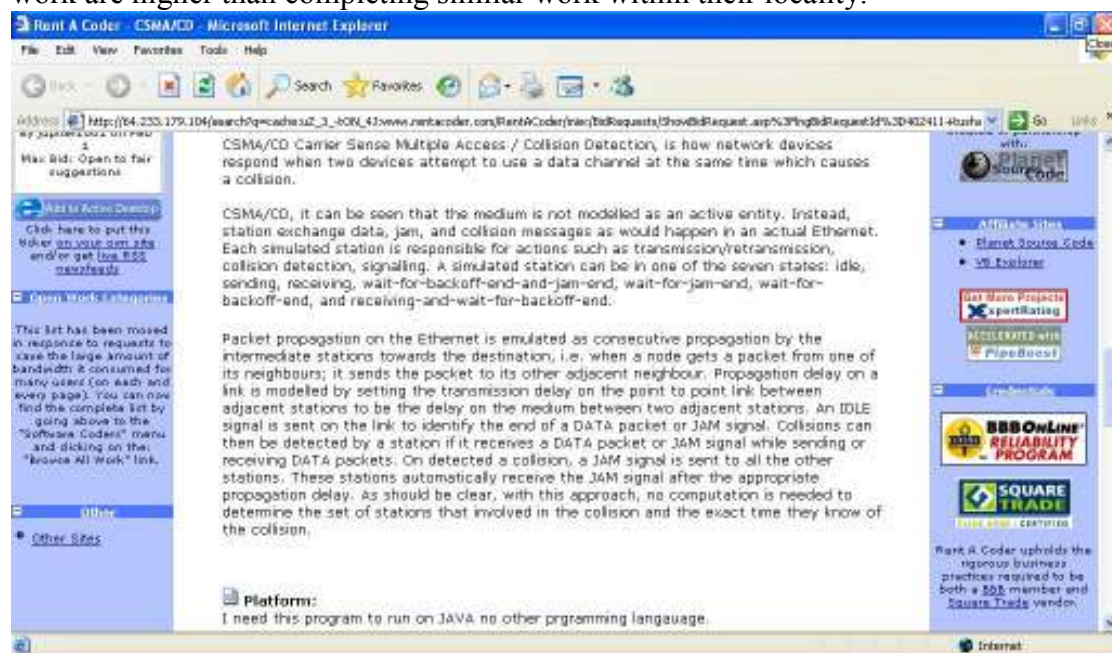 work are higher than completing similar work within their locality.
Rent A Coder - CSMA/CD - Microsoft Internet Explorer
File Edit View Favorites Tools Help
Back Search Favorites
Close
Address
Go Links
Max Bid: Open to fair
suggestions
Add to Active Desktop
Click here to put this
ticker on your own site
and/or get live RSS
newsfeeds
Open Work Categories
This list has been moved
in response to requests to
save the large amount of
bandwidth it consumed for
many users (on each and
every page). You can now
find the complete list by
going above to the
"Software Coders" menu
and clicking on the:
"Browse All Work" link.
Other
Other Sites
CSMA/CD Carrier Sense Multiple Access / Collision Detection, is how network devices
respond when two devices attempt to use a data channel at the same time which causes
a collision.
CSMA/CD, it can be seen that the medium is not modelled as an active entity. Instead,
station exchange data, jam, and collision messages as would happen in an actual Ethernet.
Each simulated station is responsible for actions such as transmission/retransmission,
collision detection, signalling. A simulated station can be in one of the seven states: idle,
sending, receiving, wait-for-backoff-end-and-jam-end, wait-for-jam-end, wait-for-
backoff-end, and receiving-and-wait-for-backoff-end.
Packet propagation on the Ethernet is emulated as consecutive propagation by the
intermediate stations towards the destination, i.e. when a node gets a packet from one of
its neighbours; it sends the packet to its other adjacent neighbour. Propagation delay on a
link is modelled by setting the transmission delay on the point to point link between
adjacent stations to be the delay on the medium between two adjacent stations. An IDLE
signal is sent on the link to identify the end of a DATA packet or JAM signal. Collisions can
then be detected by a station if it receives a DATA packet or JAM signal while sending or
receiving DATA packets. On detected a collision, a JAM signal is sent to all the other
stations. These stations automatically receive the JAM signal after the appropriate
propagation delay. As should be clear, with this approach, no computation is needed to
determine the set of stations that involved in the collision and the exact time they know of
the collision.
Platform:
I need this program to run on JAVA no other prgramming langauage.
with:
Planet
Source Code
Affiliate Sites
Planet Source Code
VB Explorer
Get More Projects
XpertRating
ACCELERATED with
PipeBoost
Credentials
BBBOnLine
RELIABILITY
PROGRAM
SQUARE
TRADE
CERTIFIED
Rent A Coder upholds the
rigorous business
practices required to be
both a BBB member and
Square Trade vendor.
Internet